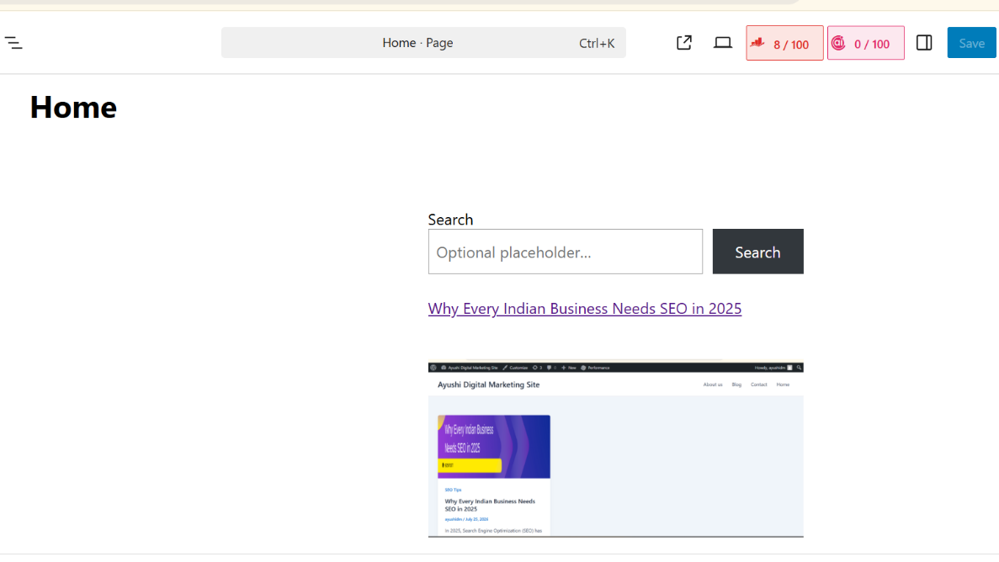 Home · Page
Ctrl+K
8 / 100
0 / 100
Save
Home
Search
Optional placeholder...
Search
Why Every Indian Business Needs SEO in 2025
Ayushi Digital Marketing Site
Customize
3
0
New
Performance
Howdy, ayushidm
Ayushi Digital Marketing Site
About us
Blog
Contact
Home
Why Every Indian Business
Needs SEO in 2025
SEO Tips
Why Every Indian Business Needs
SEO in 2025
ayushidm / July 25, 2025
In 2025, Search Engine Optimization (SEO) has